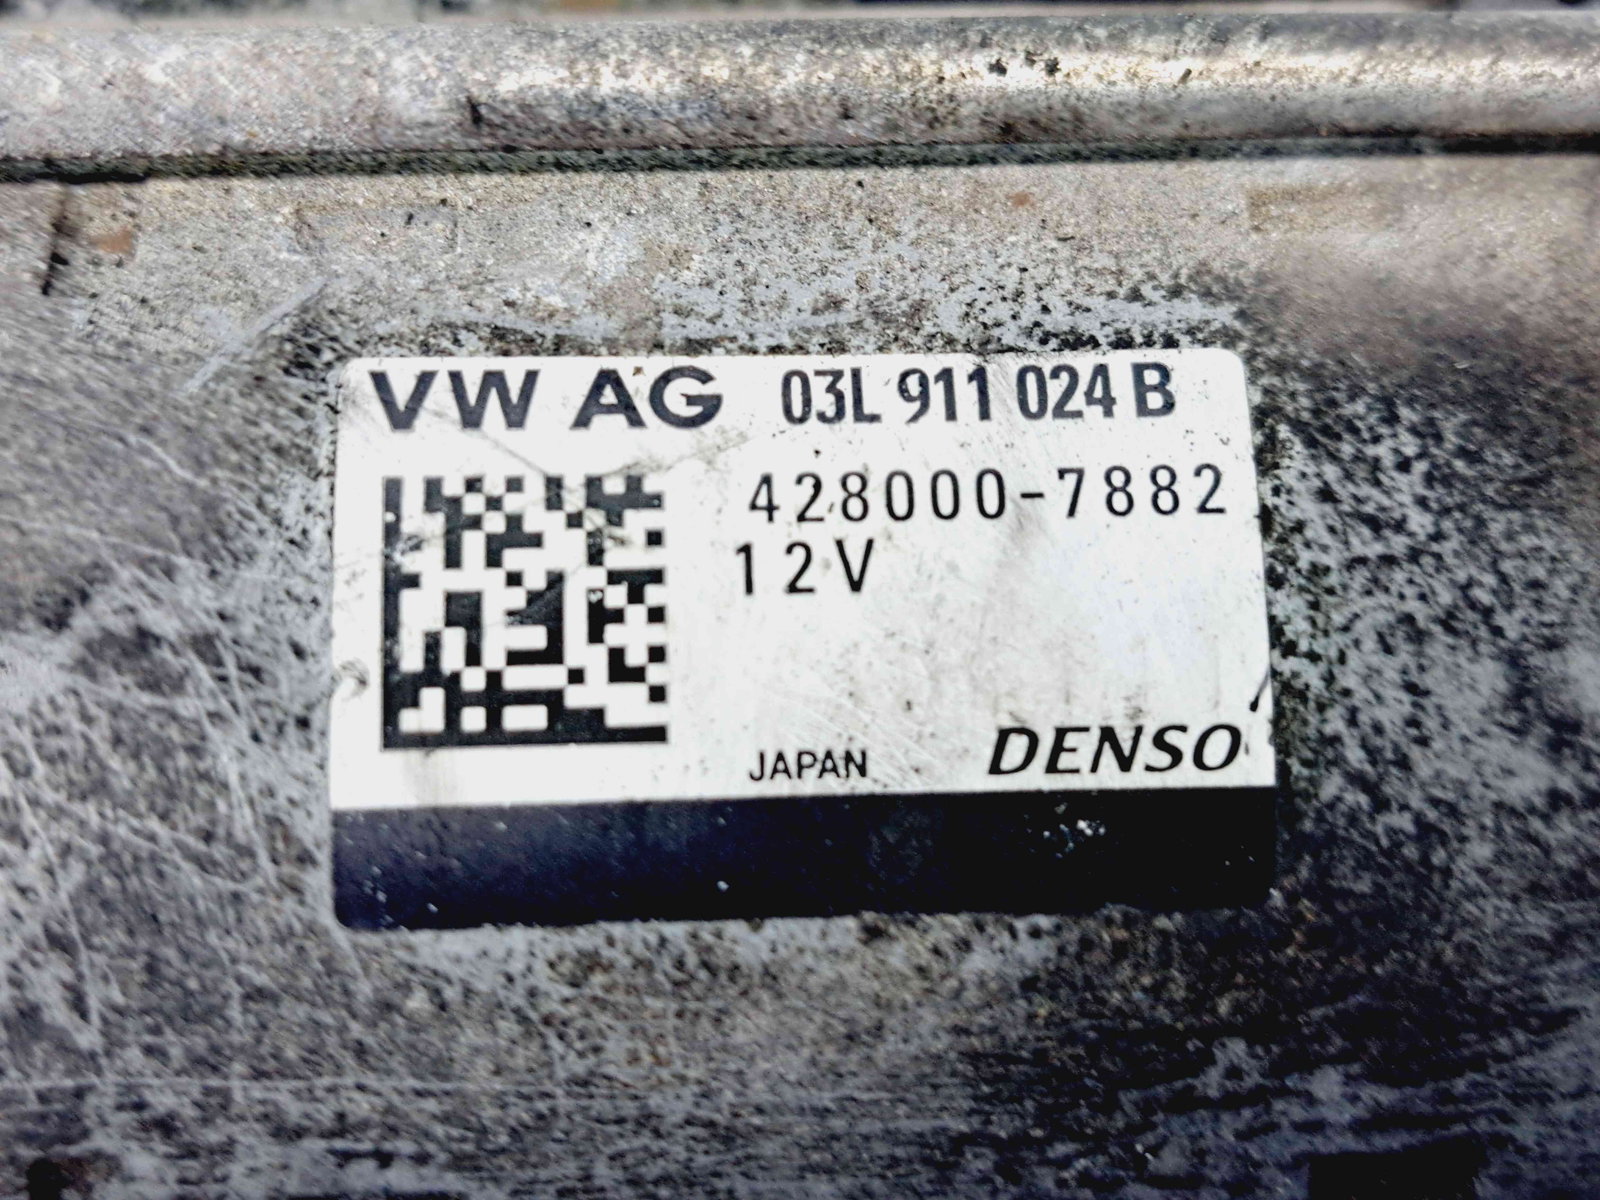 VW AG 03L 911 024 B
428000-7882
12V
JAPAN DENSO